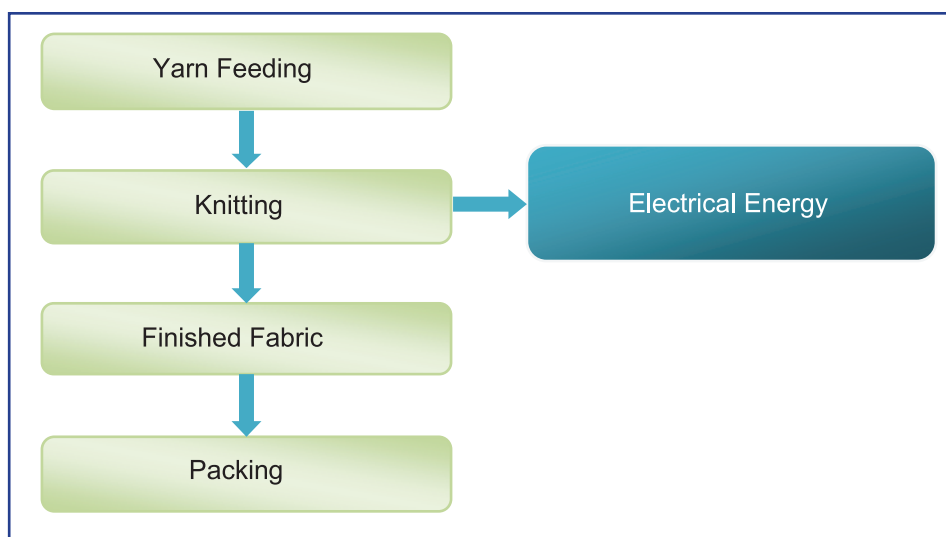 Yarn Feeding
Knitting
Electrical Energy
Finished Fabric
Packing